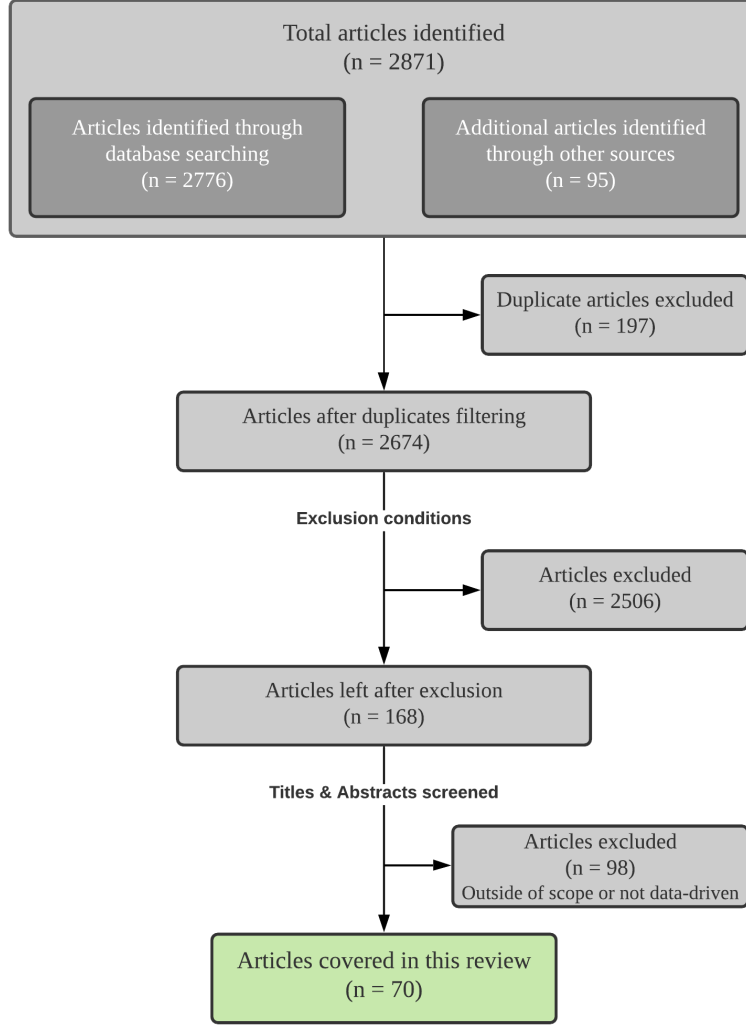 Total articles identified
(n = 2871)
Articles identified through
database searching
(n = 2776)
Additional articles identified
through other sources
(n = 95)
Duplicate articles excluded
(n = 197)
Articles after duplicates filtering
(n = 2674)
Exclusion conditions
Articles excluded
(n = 2506)
Articles left after exclusion
(n = 168)
Titles & Abstracts screened
Articles excluded
(n = 98)
Outside of scope or not data-driven
Articles covered in this review
(n = 70)